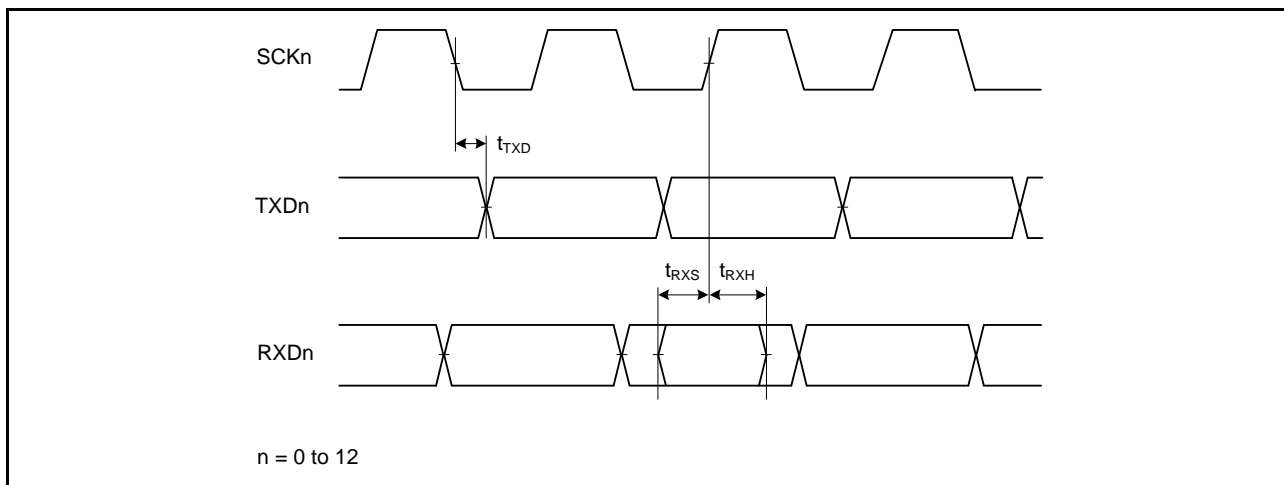 SCKn
tTXD
TXDn
tRXS tRXH
RXDn
n = 0 to 12